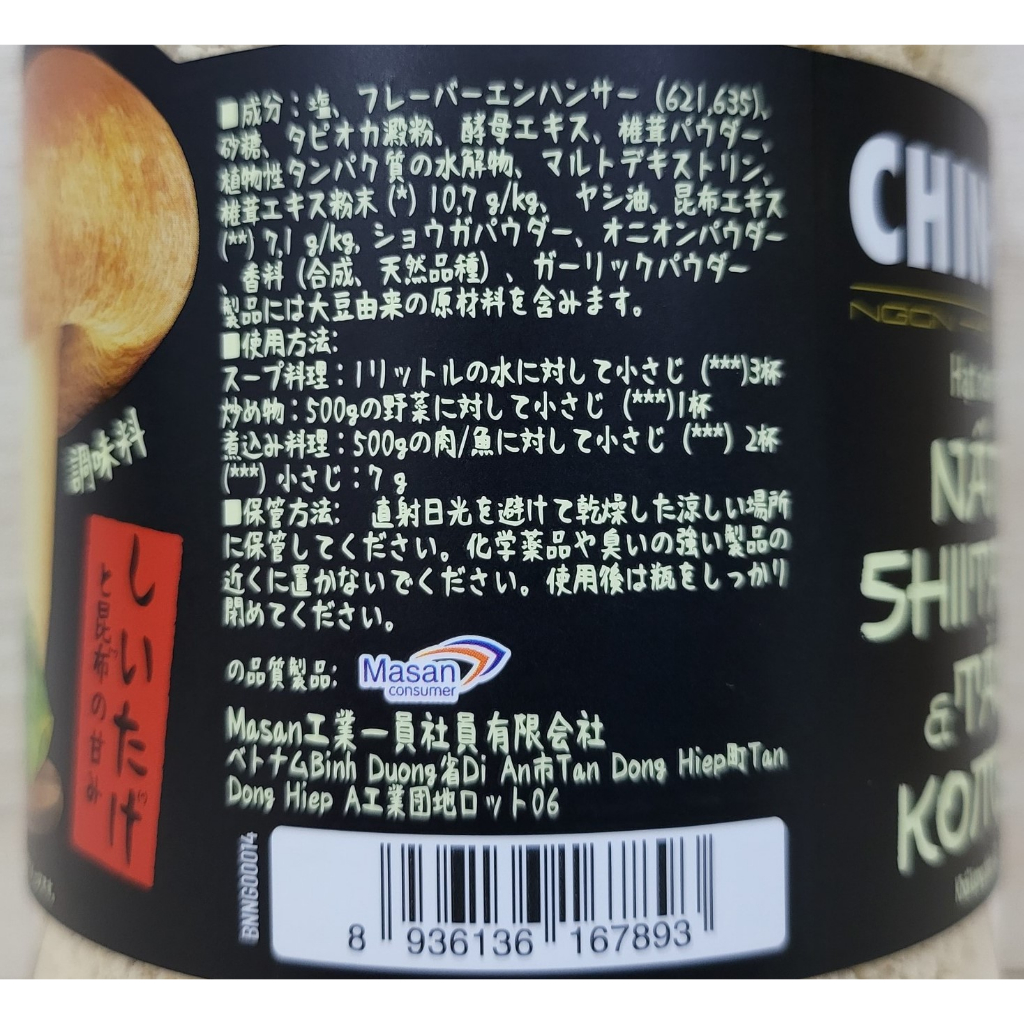 ■成分：塩、フレーバーエンハンサー (621,635)、
砂糖、タピオカ澱粉、酵母エキス、椎茸パウダー、
植物性タンパク質の水解物、マルトデキストリン、
椎茸エキス粉末 (*) 10,7 g/kg、 ヤシ油、昆布エキス
(**) 7,1 g/kg, ショウガパウダー、オニオンパウダー
、香料（合成、天然品種）、ガーリックパウダー
製品には大豆由来の原材料を含みます。
■使用方法:
スープ料理：1リットルの水に対して小さじ (***)3杯
炒め物：500gの野菜に対して小さじ (***)1杯
煮込み料理：500gの肉/魚に対して小さじ (***) 2杯
(***) 小さじ：7 g
■保管方法: 直射日光を避けて乾燥した涼しい場所
に保管してください。化学薬品や臭いの強い製品の
近くに置かないでください。使用後は瓶をしっかり
閉めてください。
の品質製品:
Masan
consumer
Masan工業一員社員有限会社
ベトナムBinh Duong省Di An市Tan Dong Hiep町Tan
Dong Hiep A工業団地ロット06
BNNGO0014
8 936136 167893
調味料
しいたけ
と昆布の甘み
CHIN
NGON
NẤ
SHIIT
&
KOM